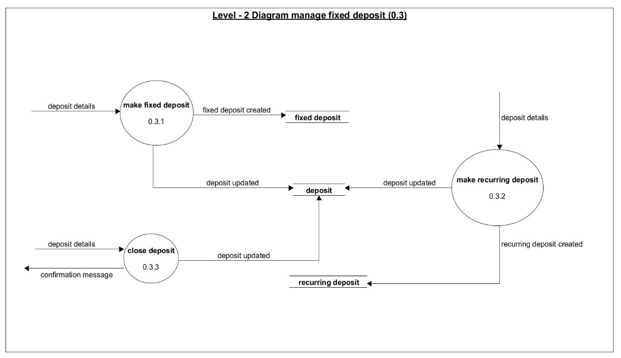 Level - 2 Diagram manage fixed deposit (0.3)
deposit details
make fixed deposit
0.3.1
fixed deposit created
fixed deposit
deposit details
deposit updated
deposit
deposit updated
make recurring deposit
0.3.2
deposit details
close deposit
0.3.3
deposit updated
confirmation message
recurring deposit created
recurring deposit